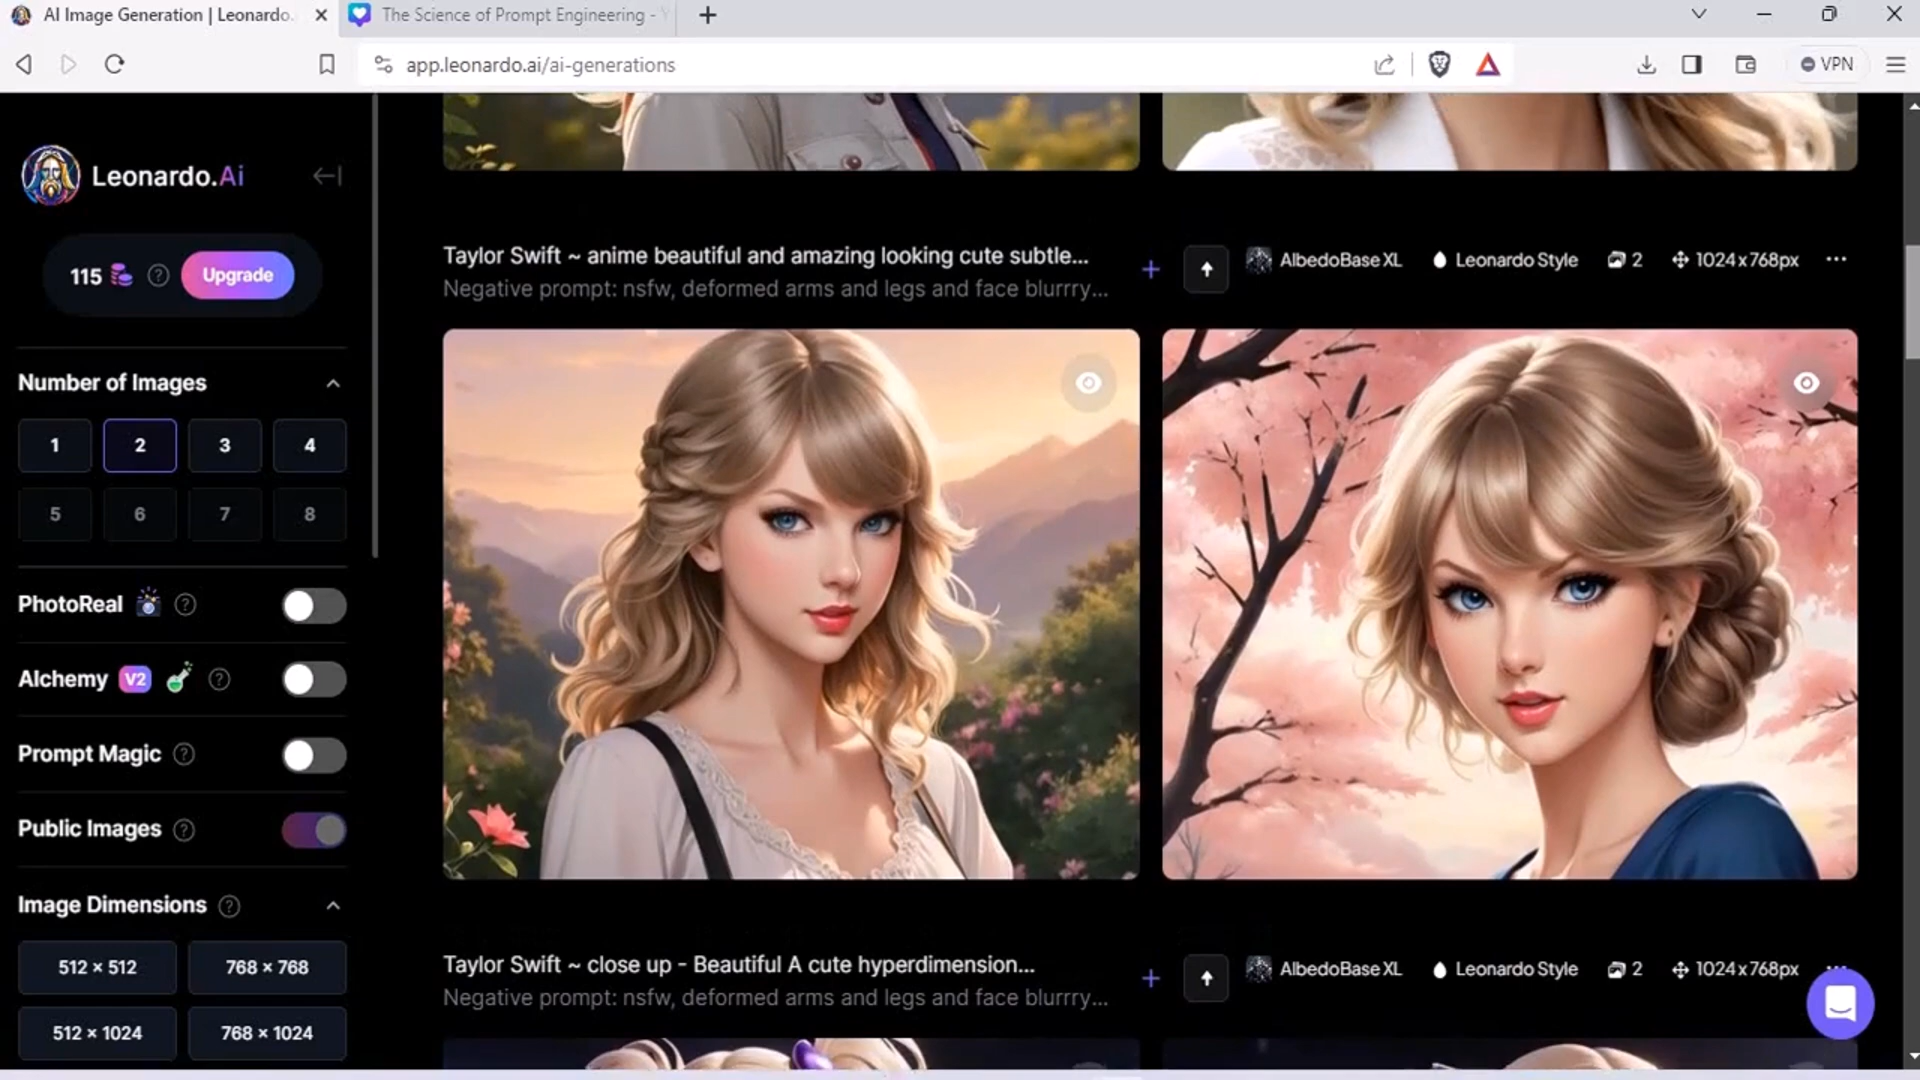 AI Image Generation | Leonardo.
The Science of Prompt Engineering -
app.leonardo.ai/ai-generations
VPN
Leonardo.Ai
115 Upgrade
Number of Images
1 2 3 4
5 6 7 8
PhotoReal
Alchemy V2
Prompt Magic
Public Images
Image Dimensions
512 × 512 768 × 768
512 × 1024 768 × 1024
Taylor Swift ~ anime beautiful and amazing looking cute subtle...
Negative prompt: nsfw, deformed arms and legs and face blurrry...
AlbedoBase XL Leonardo Style 2 1024x768px
Taylor Swift ~ close up - Beautiful A cute hyperdimension...
Negative prompt: nsfw, deformed arms and legs and face blurrry...
AlbedoBase XL Leonardo Style 2 1024x768px